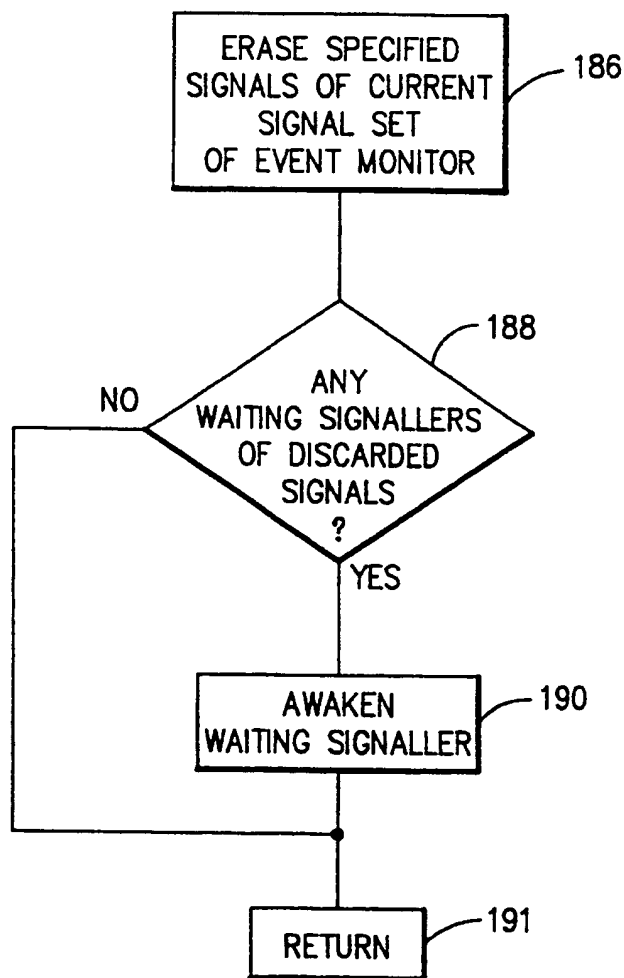 ERASE SPECIFIED
SIGNALS OF CURRENT
SIGNAL SET
OF EVENT MONITOR
186
188
NO
ANY
WAITING SIGNALLERS
OF DISCARDED
SIGNALS
?
YES
AWAKEN
WAITING SIGNALLER
190
RETURN
191